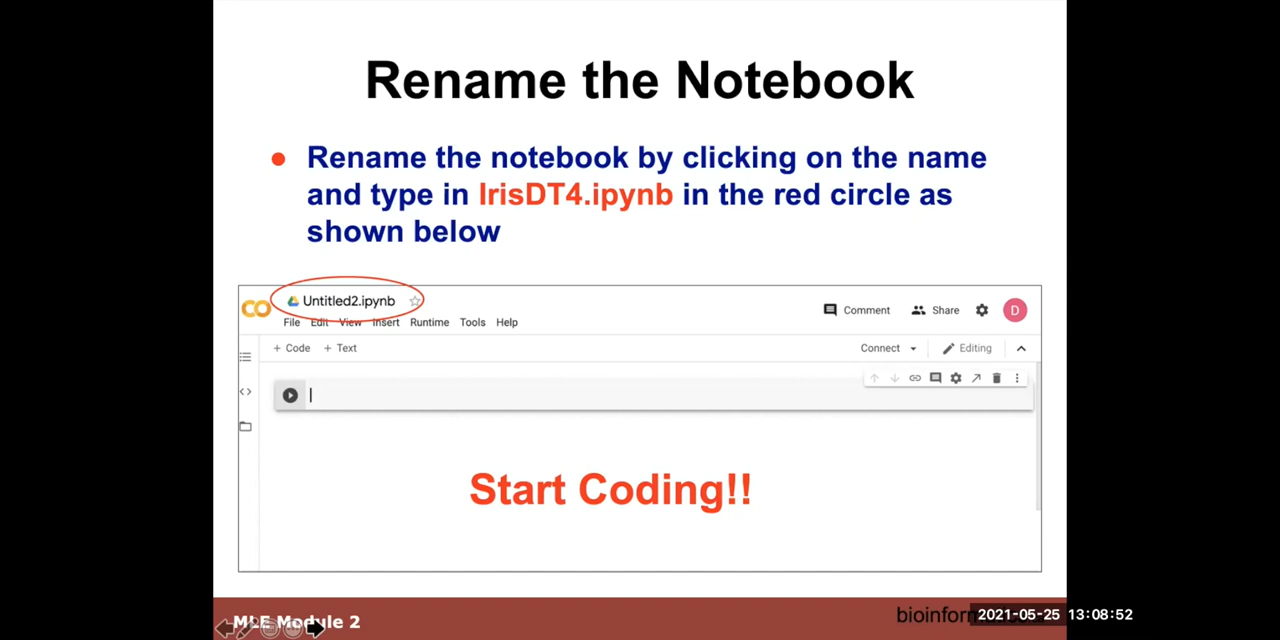 Rename the Notebook
Rename the notebook by clicking on the name
and type in IrisDT4.ipynb in the red circle as
shown below
CO
Untitled2.ipynb
Comment
Share
D
File Edit View Insert Runtime Tools Help
+ Code + Text
Connect
Editing
Start Coding!!
MLE Module 2
2021-05-25 13:08:52